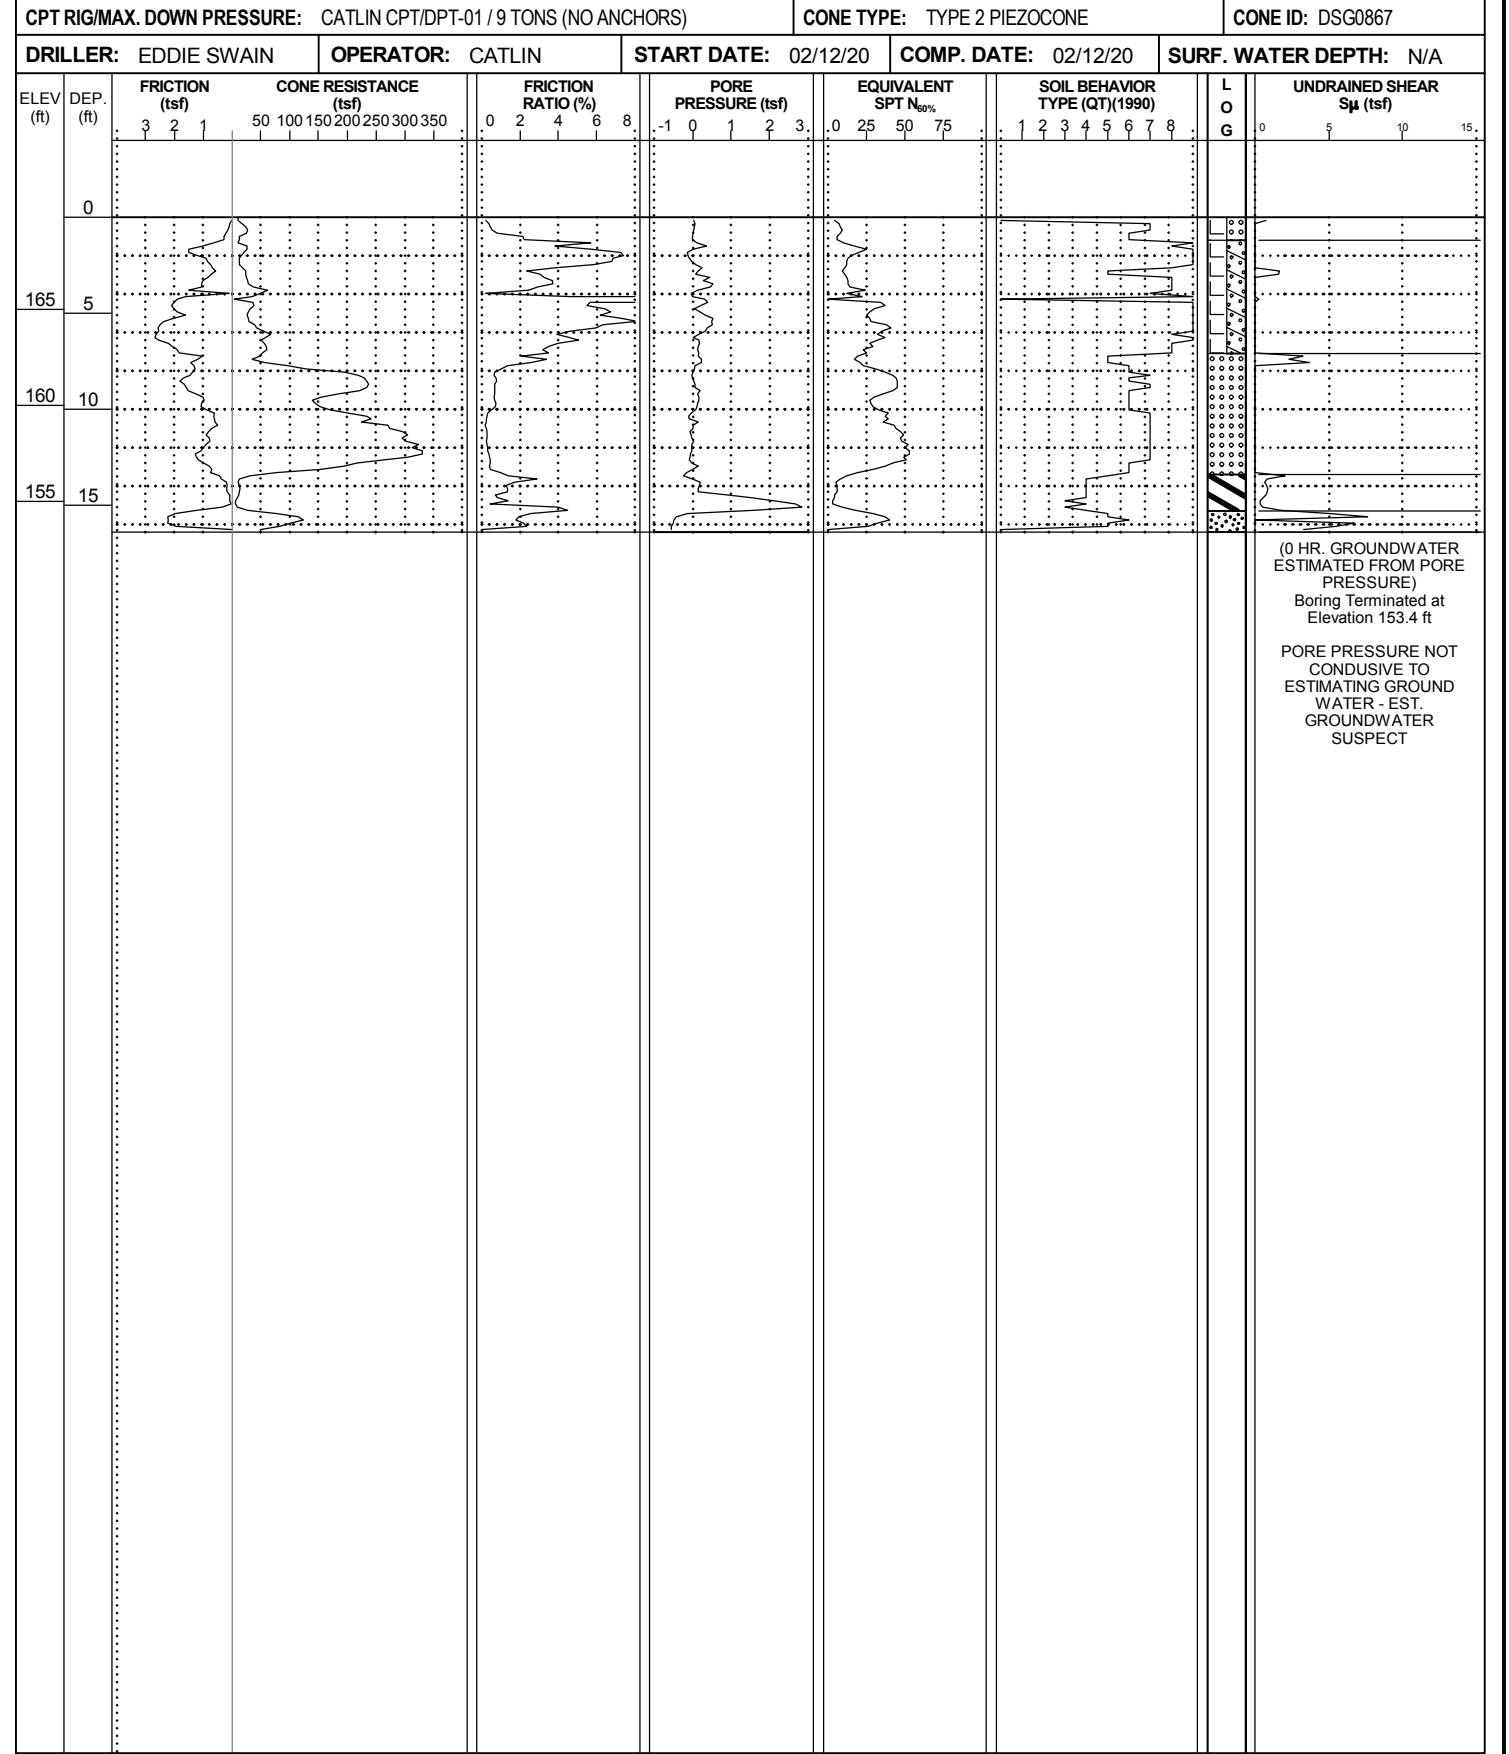 CPT RIG/MAX. DOWN PRESSURE: CATLIN CPT/DPT-01 / 9 TONS (NO ANCHORS) CONE TYPE: TYPE 2 PIEZOCONE CONE ID: DSG0867
DRILLER: EDDIE SWAIN OPERATOR: CATLIN START DATE: 02/12/20 COMP. DATE: 02/12/20 SURF. WATER DEPTH: N/A
ELEV (ft)
DEP. (ft)
FRICTION (tsf)
3 2 1
CONE RESISTANCE (tsf)
50 100 150 200 250 300 350
FRICTION RATIO (%)
0 2 4 6 8
PORE PRESSURE (tsf)
-1 0 1 2 3
EQUIVALENT SPT N60%
0 25 50 75
SOIL BEHAVIOR TYPE (QT)(1990)
1 2 3 4 5 6 7 8
L
O
G
UNDRAINED SHEAR
Sμ (tsf)
0 5 10 15
0
165 5
160 10
155 15
(0 HR. GROUNDWATER
ESTIMATED FROM PORE
PRESSURE)
Boring Terminated at
Elevation 153.4 ft
PORE PRESSURE NOT
CONDUSIVE TO
ESTIMATING GROUND
WATER - EST.
GROUNDWATER
SUSPECT